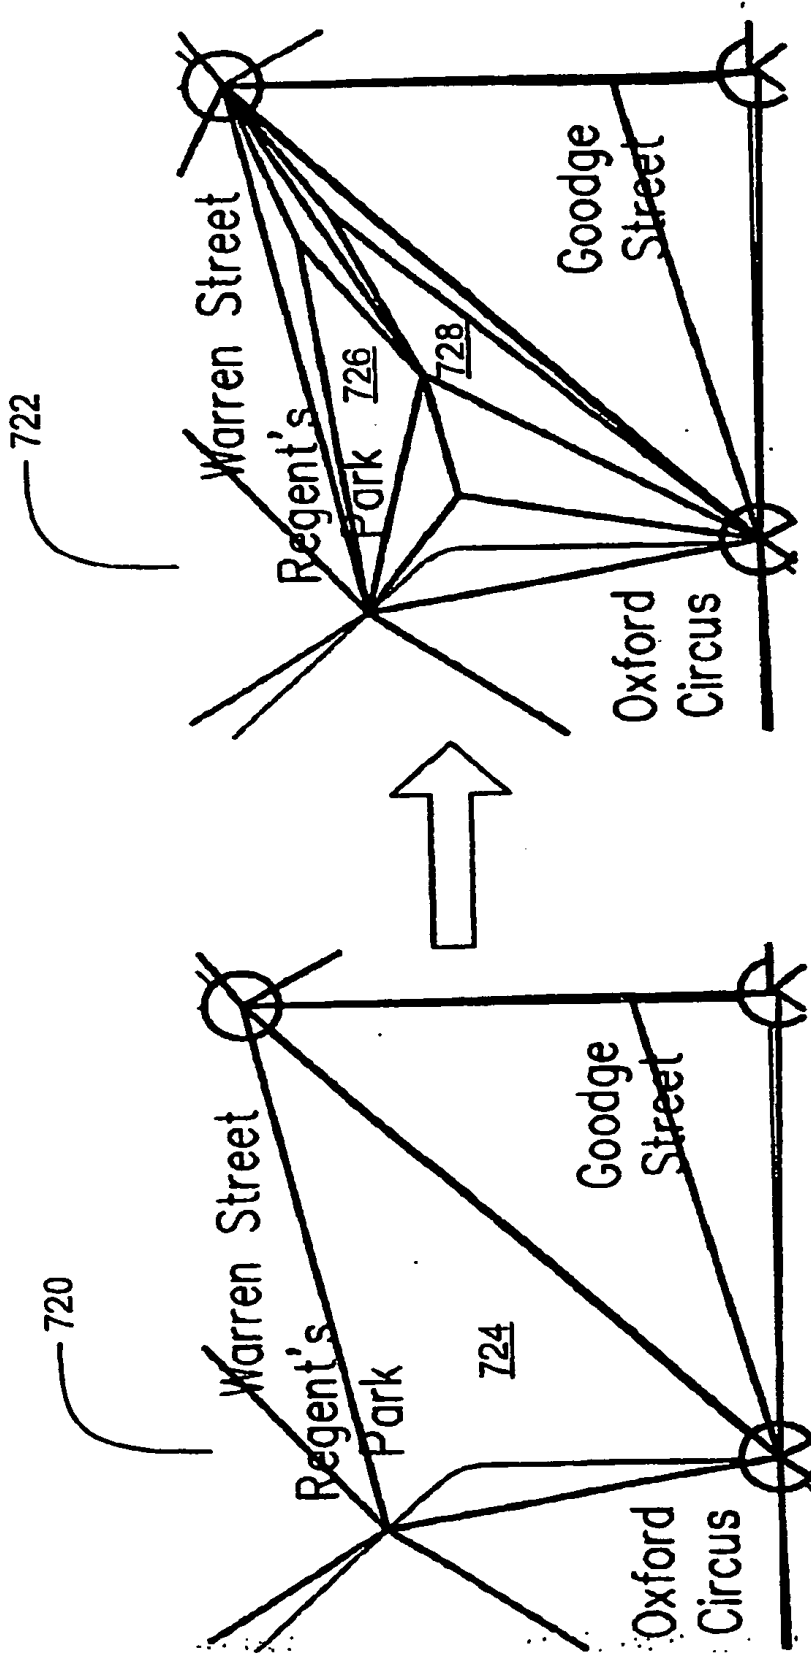 720
Warren Street
Regent's
Park
724
Goodge
Street
Oxford
Circus
722
Warren Street
Regent's
Park
726
728
Goodge
Street
Oxford
Circus